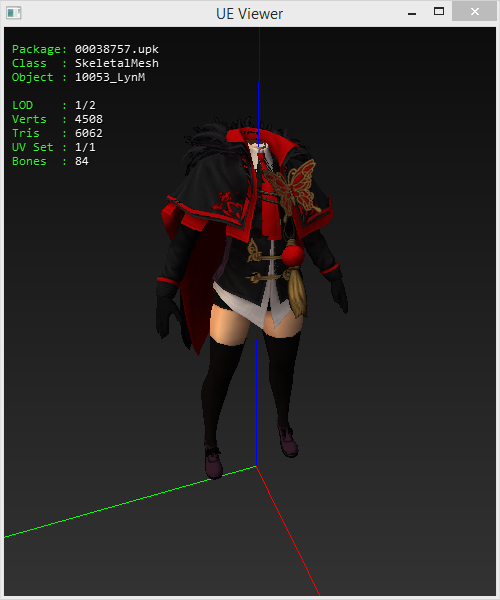 UE Viewer
Package: 00038757.upk
Class : SkeletalMesh
Object : 10053_LynM
LOD : 1/2
Verts : 4508
Tris : 6062
UV Set : 1/1
Bones : 84